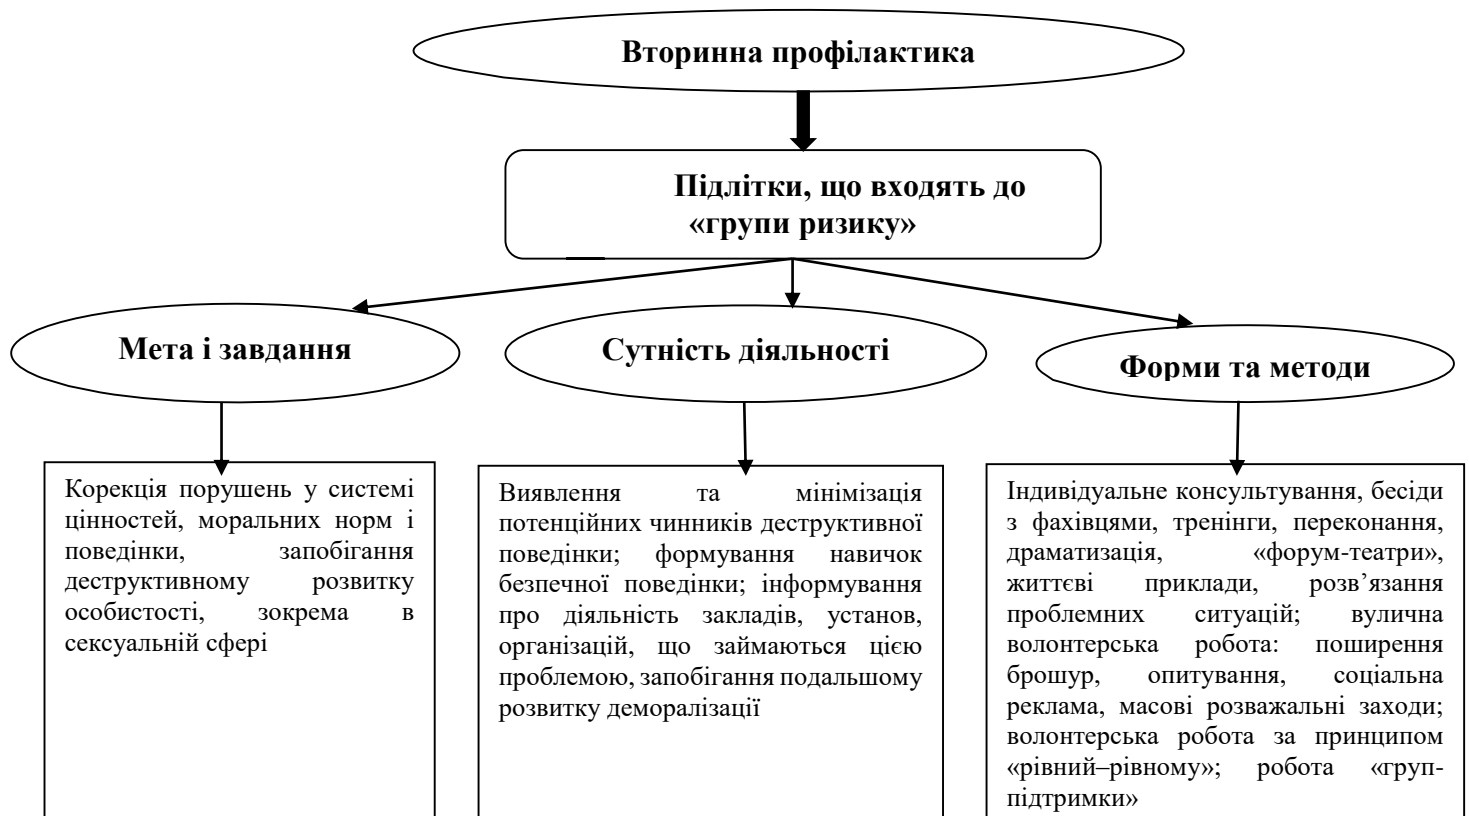 Вторинна профілактика
Підлітки, що входять до
«групи ризику»
Мета і завдання
Сутність діяльності
Форми та методи
Корекція порушень у системі
цінностей, моральних норм і
поведінки, запобігання
деструктивному розвитку
особистості, зокрема в
сексуальній сфері
Виявлення та мінімізація
потенційних чинників деструктивної
поведінки; формування навичок
безпечної поведінки; інформування
про діяльність закладів, установ,
організацій, що займаються цією
проблемою, запобігання подальшому
розвитку деморалізації
Індивідуальне консультування, бесіди
з фахівцями, тренінги, переконання,
драматизація, «форум-театри»,
життєві приклади, розв’язання
проблемних ситуацій; вулична
волонтерська робота: поширення
брошур, опитування, соціальна
реклама, масові розважальні заходи;
волонтерська робота за принципом
«рівний–рівному»; робота «груп-
підтримки»